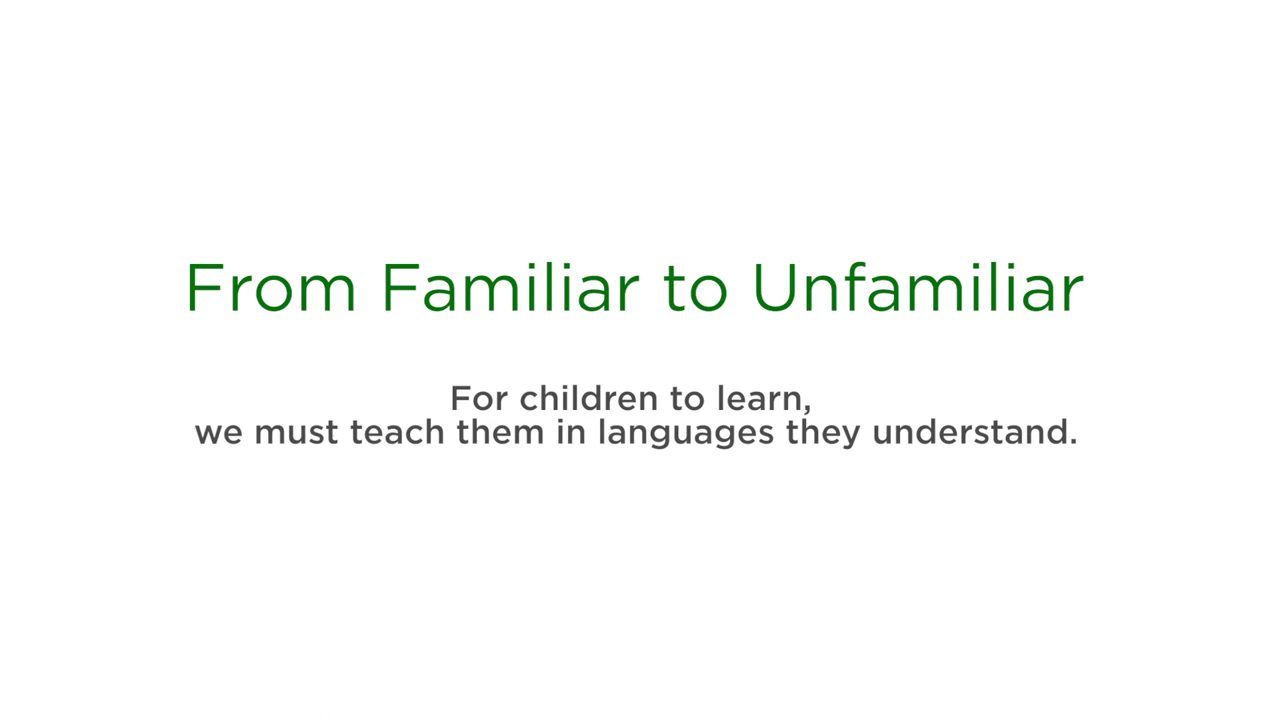 From Familiar to Unfamiliar
For children to learn,
we must teach them in languages they understand.